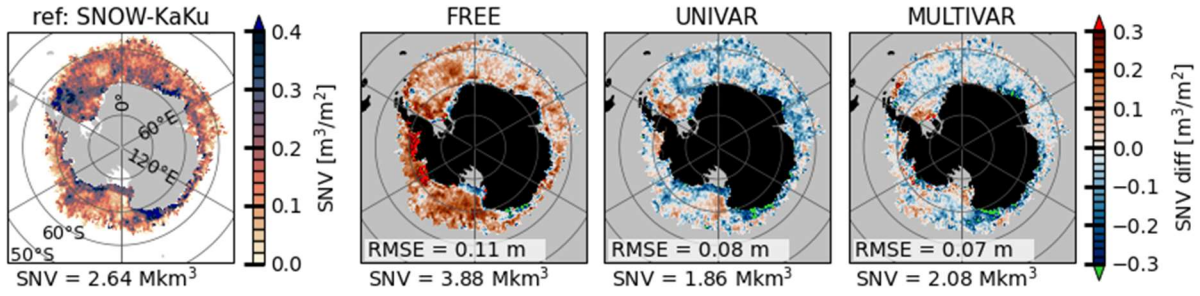 ref: SNOW-KaKu
0°
60°E
120°E
60°S
50°S
SNV = 2.64 Mkm³
0.4
0.3
0.2
0.1
0.0
SNV [m³/m²]
FREE
RMSE = 0.11 m
SNV = 3.88 Mkm³
UNIVAR
RMSE = 0.08 m
SNV = 1.86 Mkm³
MULTIVAR
RMSE = 0.07 m
SNV = 2.08 Mkm³
0.3
0.2
0.1
0.0
−0.1
−0.2
−0.3
SNV diff [m³/m²]